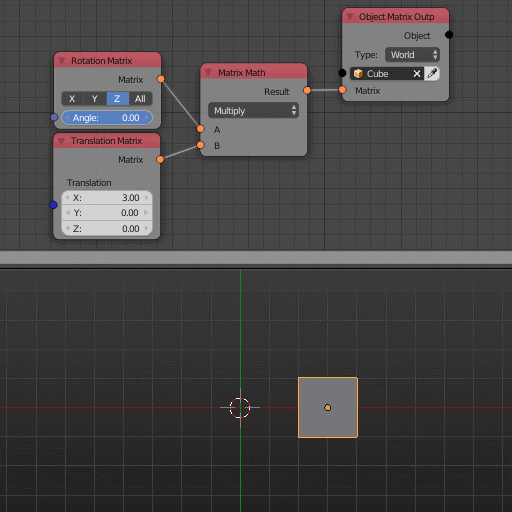 Object Matrix Outp
Object
Type: World
Cube
Matrix
Rotation Matrix
Matrix
X Y Z All
Angle: 0.00
Matrix Math
Result
Multiply
A
B
Translation Matrix
Matrix
Translation
X: 3.00
Y: 0.00
Z: 0.00